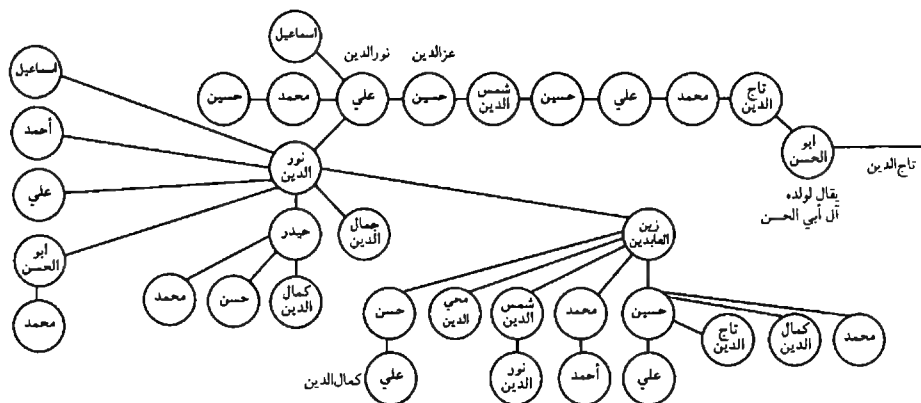 اسماعيل
نورالدين
عزالدين
تاج
الدين
محمد
علي
حسين
شمس
الدين
حسين
علي
محمد
حسين
ابو
الحسن
تاج‌الدين
يقال لولده
آل أبي الحسن
اسماعيل
أحمد
علي
ابو
الحسن
محمد
نور
الدين
جمال
الدين
حيدر
كمال
الدين
حسن
محمد
زين
العابدين
محمد
كمال
الدين
تاج
الدين
حسين
محمد
شمس
الدين
محي
الدين
حسن
علي
أحمد
نور
الدين
علي
كمال‌الدين